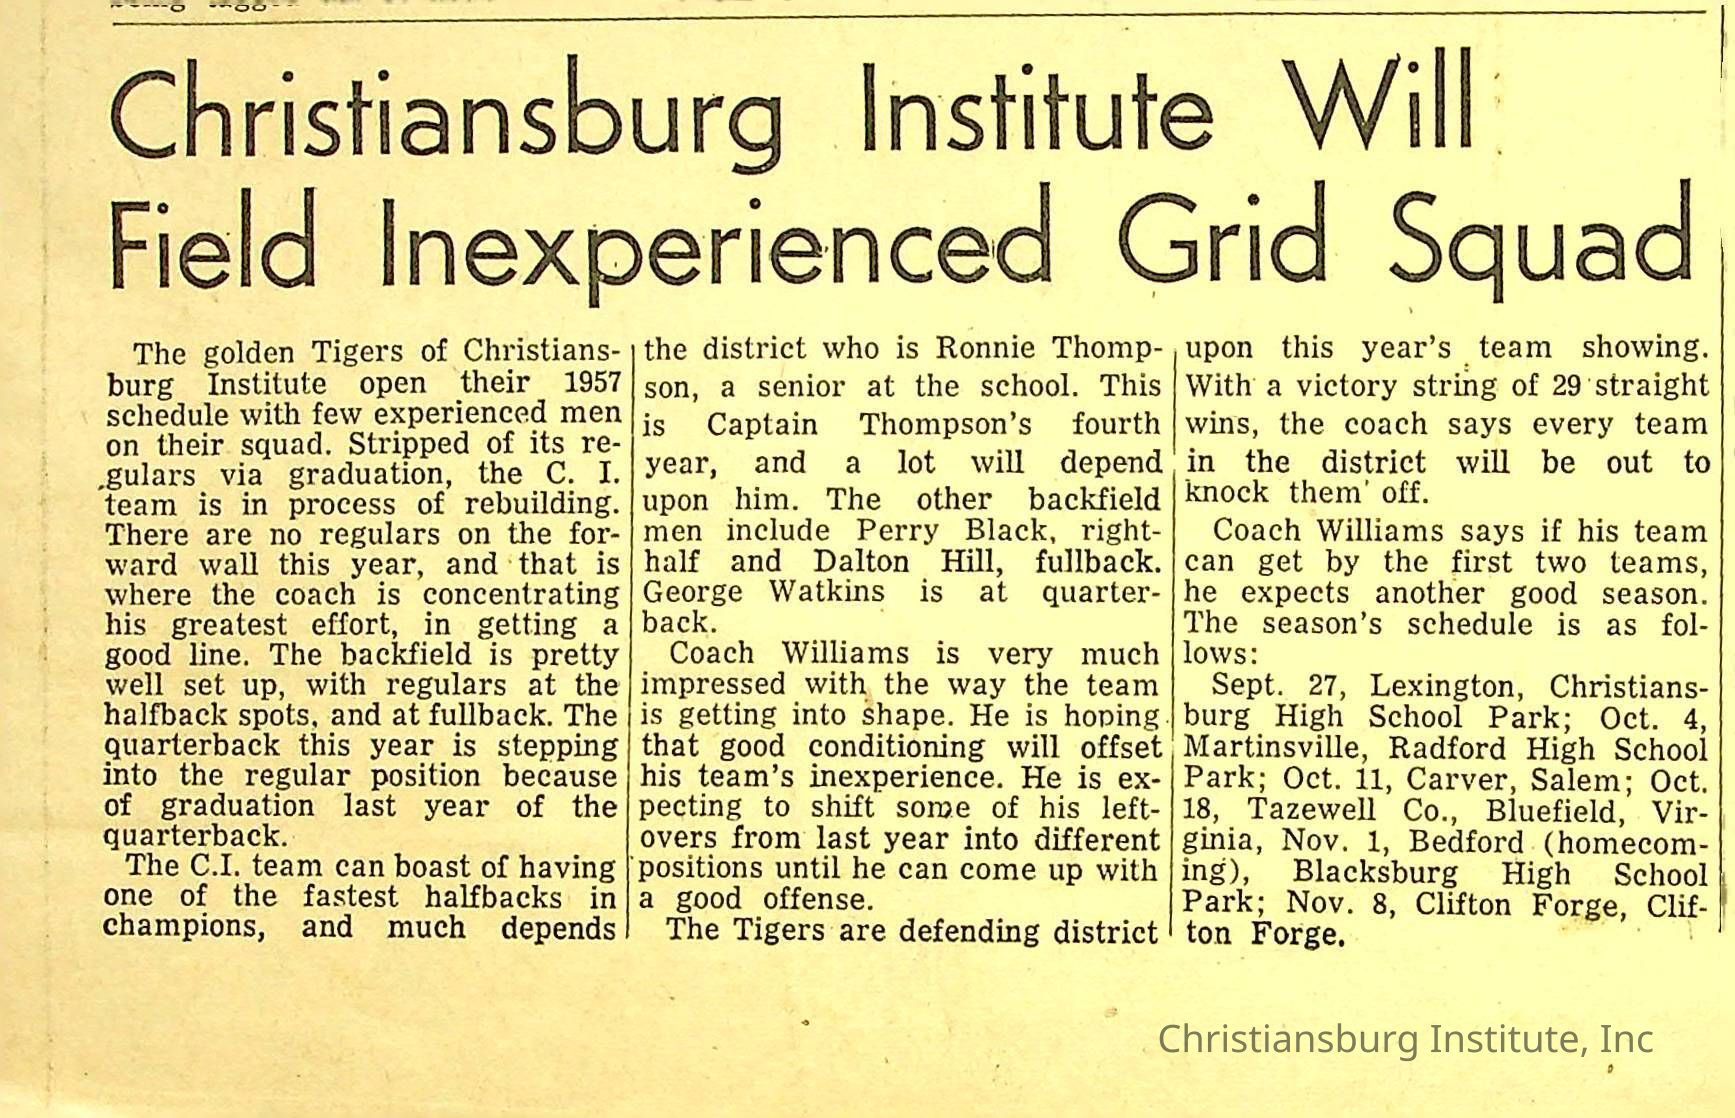 Christiansburg Institute Will
Field Inexperienced Grid Squad
The golden Tigers of Christians-
burg Institute open their 1957
schedule with few experienced men
on their squad. Stripped of its re-
gulars via graduation, the C. I.
team is in process of rebuilding.
There are no regulars on the for-
ward wall this year, and that is
where the coach is concentrating
his greatest effort, in getting a
good line. The backfield is pretty
well set up, with regulars at the
halfback spots, and at fullback. The
quarterback this year is stepping
into the regular position because
of graduation last year of the
quarterback.
The C.I. team can boast of having
one of the fastest halfbacks in
champions, and much depends
the district who is Ronnie Thomp-
son, a senior at the school. This
is Captain Thompson's fourth
year, and a lot will depend
upon him. The other backfield
men include Perry Black, right-
half and Dalton Hill, fullback.
George Watkins is at quarter-
back.
Coach Williams is very much
impressed with the way the team
is getting into shape. He is hoping
that good conditioning will offset
his team's inexperience. He is ex-
pecting to shift some of his left-
overs from last year into different
positions until he can come up with
a good offense.
The Tigers are defending district
upon this year's team showing.
With a victory string of 29 straight
wins, the coach says every team
in the district will be out to
knock them off.
Coach Williams says if his team
can get by the first two teams,
he expects another good season.
The season's schedule is as fol-
lows:
Sept. 27, Lexington, Christians-
burg High School Park; Oct. 4,
Martinsville, Radford High School
Park; Oct. 11, Carver, Salem; Oct.
18, Tazewell Co., Bluefield, Vir-
ginia, Nov. 1, Bedford (homecom-
ing), Blacksburg High School
Park; Nov. 8, Clifton Forge, Clif-
ton Forge.
Christiansburg Institute, Inc